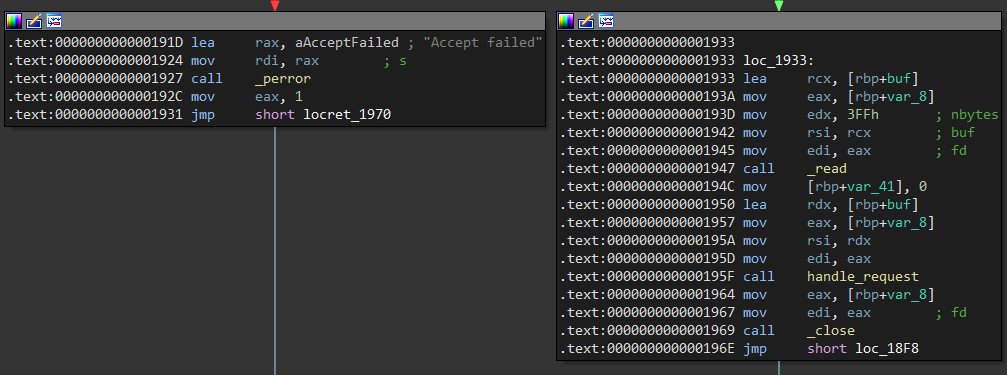 .text:000000000000191D lea     rax, aAcceptFailed ; "Accept failed"
.text:0000000000001924 mov     rdi, rax        ; s
.text:0000000000001927 call    _perror
.text:000000000000192C mov     eax, 1
.text:0000000000001931 jmp     short locret_1970
.text:0000000000001933
.text:0000000000001933 loc_1933:
.text:0000000000001933 lea     rcx, [rbp+buf]
.text:000000000000193A mov     eax, [rbp+var_8]
.text:000000000000193D mov     edx, 3FFh       ; nbytes
.text:0000000000001942 mov     rsi, rcx        ; buf
.text:0000000000001945 mov     edi, eax        ; fd
.text:0000000000001947 call    _read
.text:000000000000194C mov     [rbp+var_41], 0
.text:0000000000001950 lea     rdx, [rbp+buf]
.text:0000000000001957 mov     eax, [rbp+var_8]
.text:000000000000195A mov     rsi, rdx
.text:000000000000195D mov     edi, eax
.text:000000000000195F call    handle_request
.text:0000000000001964 mov     eax, [rbp+var_8]
.text:0000000000001967 mov     edi, eax        ; fd
.text:0000000000001969 call    _close
.text:000000000000196E jmp     short loc_18F8